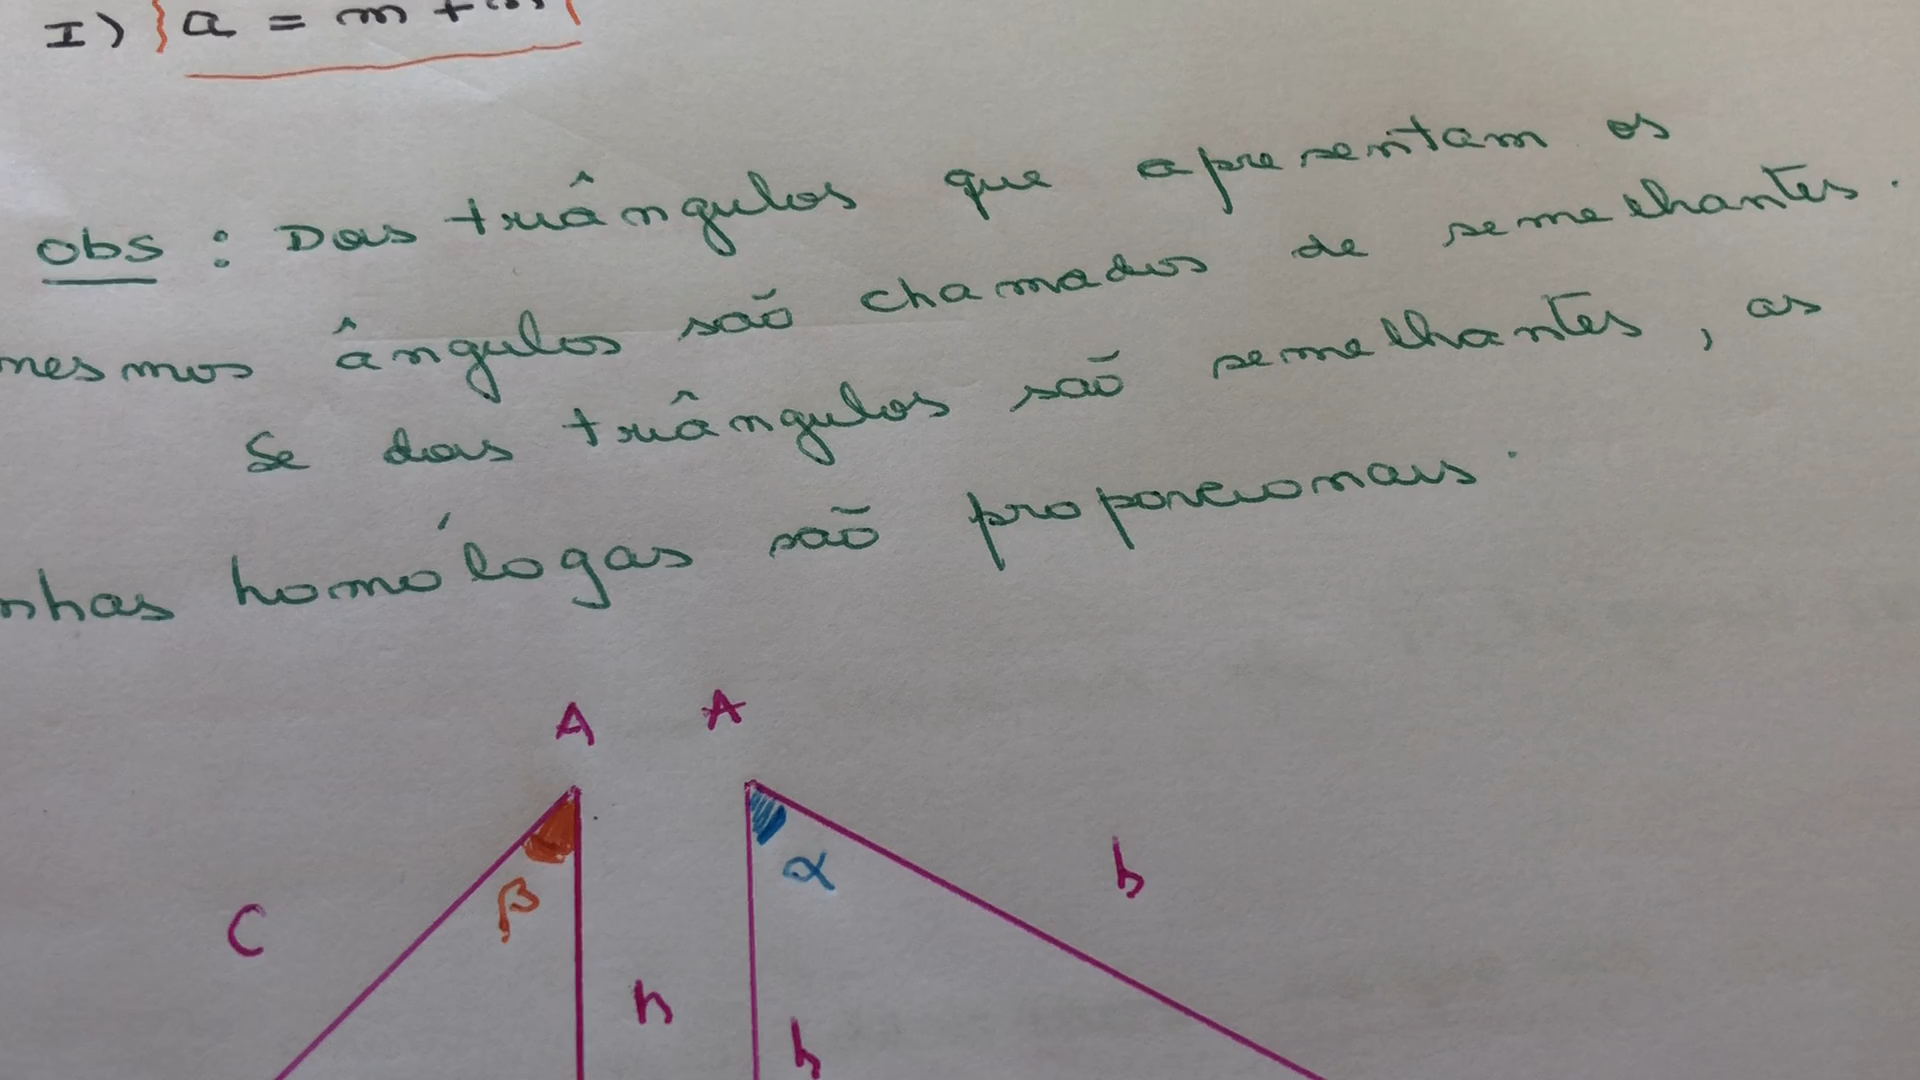 I) a = m + n
obs : Dois triângulos que apresentam os
mesmos ângulos são chamados de semelhantes.
Se dois triângulos são semelhantes, as
nhas homólogas são proporcionais.
A A
β α b
C
h
h